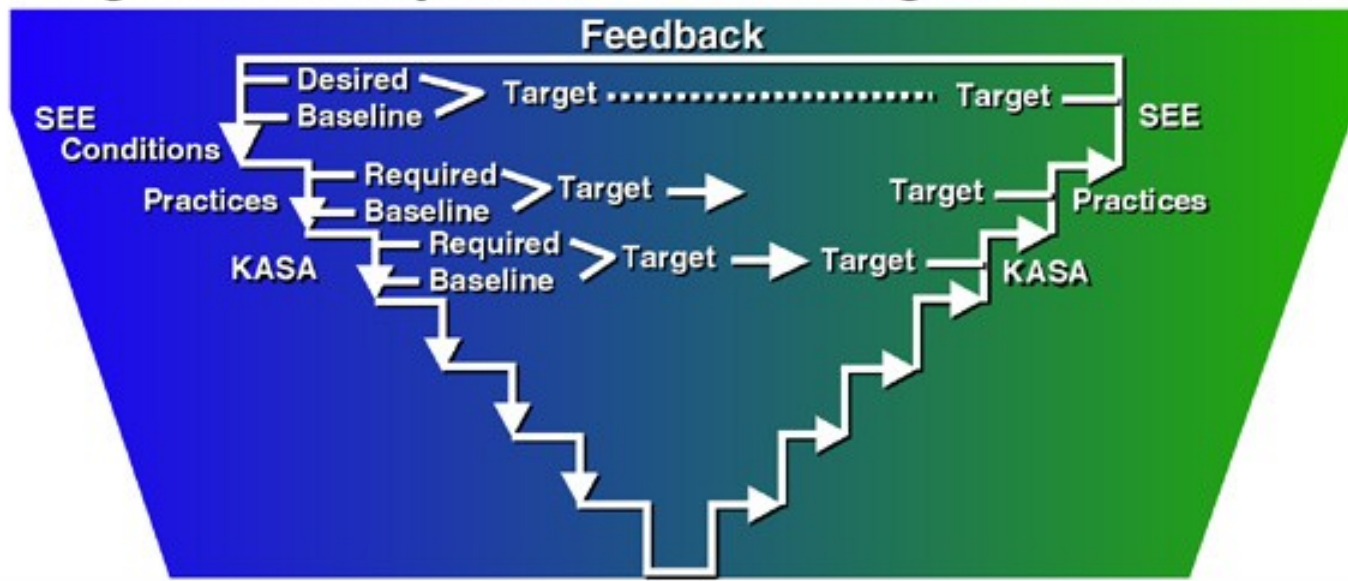 Feedback
Desired
Target
Target
Baseline
SEE
SEE
Conditions
Required
Target
Target
Practices
Baseline
Practices
Required
KASA
Target
Target
KASA
Baseline